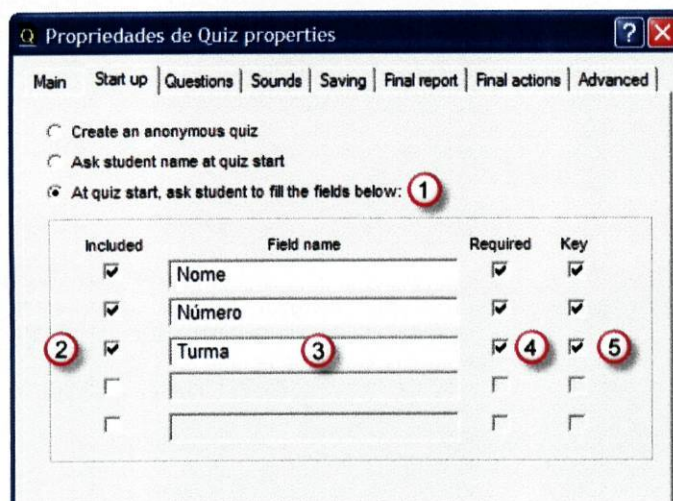 Q Propriedades de Quiz properties ?
Main Start up Questions Sounds Saving Final report Final actions Advanced
Create an anonymous quiz
Ask student name at quiz start
At quiz start, ask student to fill the fields below: 1
Included Field name Required Key
Nome
Número
2 Turma 3 4 5